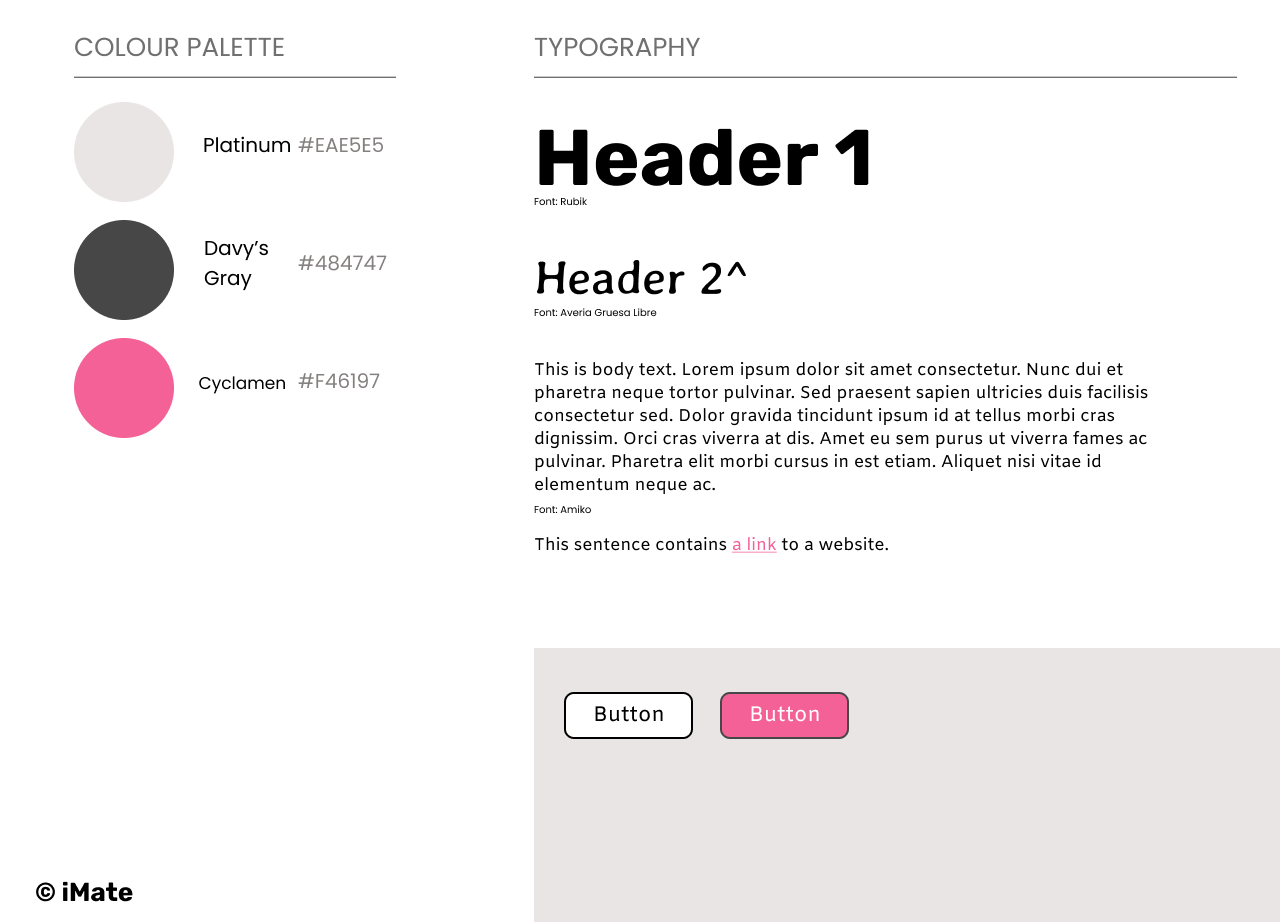 COLOUR PALETTE
Platinum #EAE5E5
Davy’s
Gray
#484747
Cyclamen #F46197
TYPOGRAPHY
Header 1
Font: Rubik
Header 2^
Font: Averia Gruesa Libre
This is body text. Lorem ipsum dolor sit amet consectetur. Nunc dui et
pharetra neque tortor pulvinar. Sed praesent sapien ultricies duis facilisis
consectetur sed. Dolor gravida tincidunt ipsum id at tellus morbi cras
dignissim. Orci cras viverra at dis. Amet eu sem purus ut viverra fames ac
pulvinar. Pharetra elit morbi cursus in est etiam. Aliquet nisi vitae id
elementum neque ac.
Font: Amiko
This sentence contains a link to a website.
Button Button
© iMate